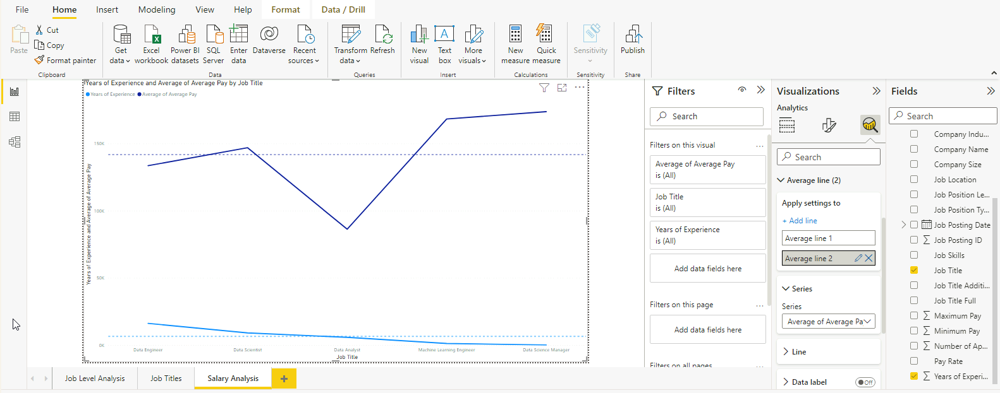 File Home Insert Modeling View Help Format Data / Drill
Paste
Cut
Copy
Format painter
Clipboard
Get data
Excel workbook
Power BI datasets
SQL Server
Enter data
Dataverse
Recent sources
Data
Transform data
Refresh
Queries
New visual
Text box
More visuals
Insert
New measure
Quick measure
Calculations
Sensitivity
Sensitivity
Publish
Share
Years of Experience and Average of Average Pay by Job Title
Years of Experience Average of Average Pay
Years of Experience and Average of Average Pay
150K
100K
50K
0K
Data Engineer Data Scientist Data Analyst Machine Learning Engineer Data Science Manager
Job Title
Job Level Analysis Job Titles Salary Analysis +
Filters
Search
Filters on this visual ...
Average of Average Pay
is (All)
Job Title
is (All)
Years of Experience
is (All)
Add data fields here
Filters on this page ...
Add data fields here
Filters on all pages ...
Visualizations
Analytics
Search
Average line (2)
Apply settings to
+ Add line
Average line 1
Average line 2
Series
Series
Average of Average Pa
Line
Data label Off
Fields
Search
Company Indu...
Company Name
Company Size
Job Location
Job Position Le...
Job Position Ty...
Job Posting Date
Job Posting ID
Job Skills
Job Title
Job Title Additi...
Job Title Full
Maximum Pay
Minimum Pay
Number of Ap...
Pay Rate
Years of Experi...